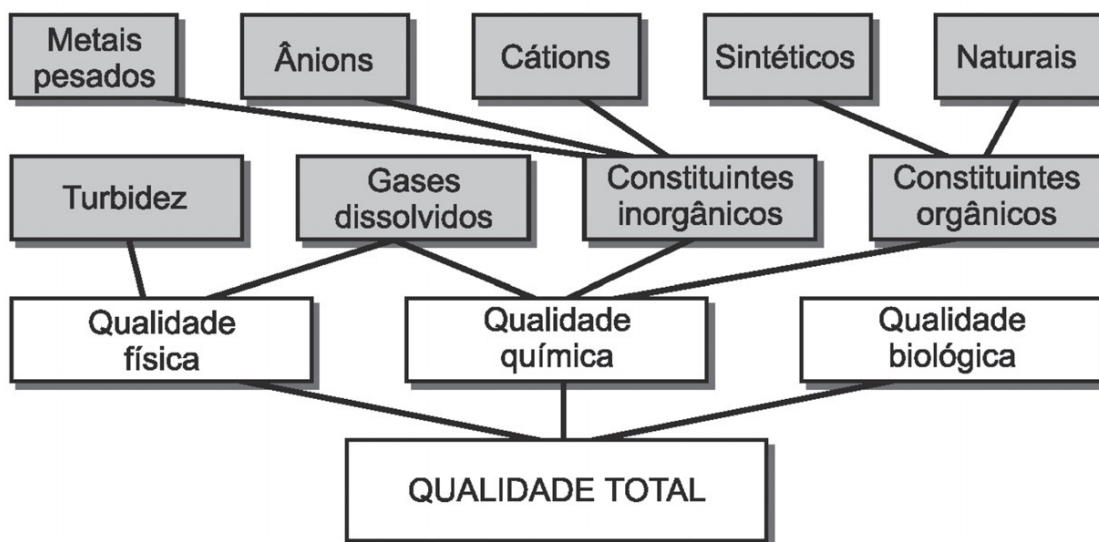 Metais
pesados
Ânions
Cátions
Sintéticos
Naturais
Turbidez
Gases
dissolvidos
Constituintes
inorgânicos
Constituintes
orgânicos
Qualidade
física
Qualidade
química
Qualidade
biológica
QUALIDADE TOTAL